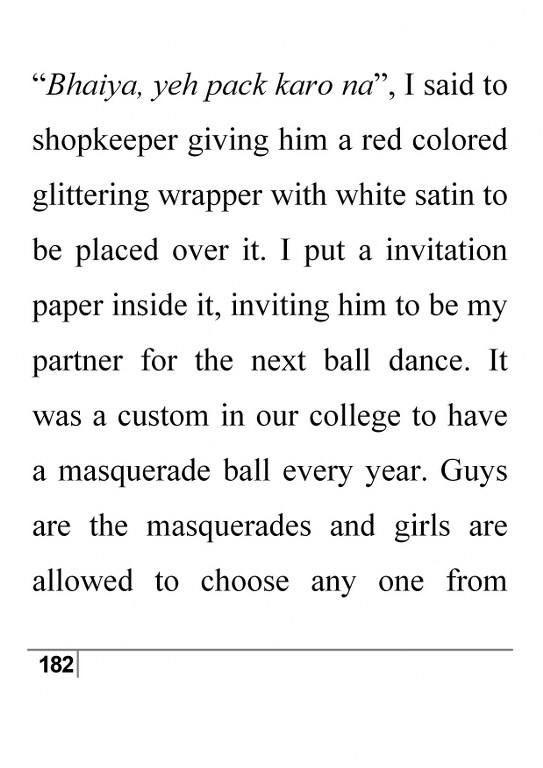 “Bhaiya, yeh pack karo na”, I said to
shopkeeper giving him a red colored
glittering wrapper with white satin to
be placed over it. I put a invitation
paper inside it, inviting him to be my
partner for the next ball dance. It
was a custom in our college to have
a masquerade ball every year. Guys
are the masquerades and girls are
allowed to choose any one from
182